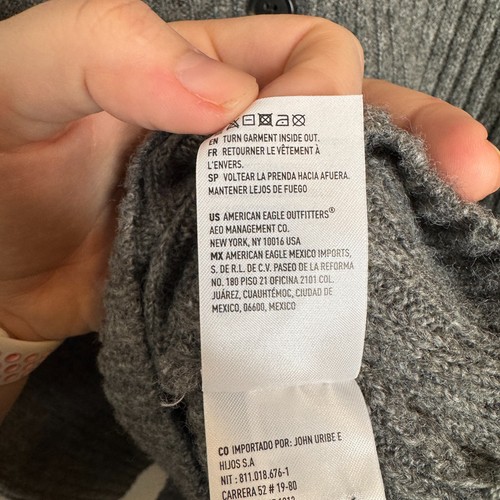 EN TURN GARMENT INSIDE OUT.
FR RETOURNER LE VÊTEMENT À
L'ENVERS.
SP VOLTEAR LA PRENDA HACIA AFUERA.
MANTENER LEJOS DE FUEGO
US AMERICAN EAGLE OUTFITTERS®
AEO MANAGEMENT CO.
NEW YORK, NY 10016 USA
MX AMERICAN EAGLE MEXICO IMPORTS,
S. DE R.L. DE C.V. PASEO DE LA REFORMA
NO. 180 PISO 21 OFICINA 2101 COL.
JUÁREZ, CUAUHTÉMOC, CIUDAD DE
MEXICO, 06600, MEXICO
CO IMPORTADO POR: JOHN URIBE E
HIJOS S.A
NIT : 811.018.676-1
CARRERA 52 # 19-80